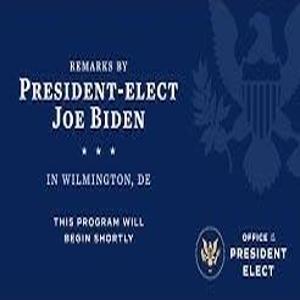 REMARKS BY
PRESIDENT-ELECT
JOE BIDEN
IN WILMINGTON, DE
THIS PROGRAM WILL
BEGIN SHORTLY
OFFICE of the
PRESIDENT
ELECT